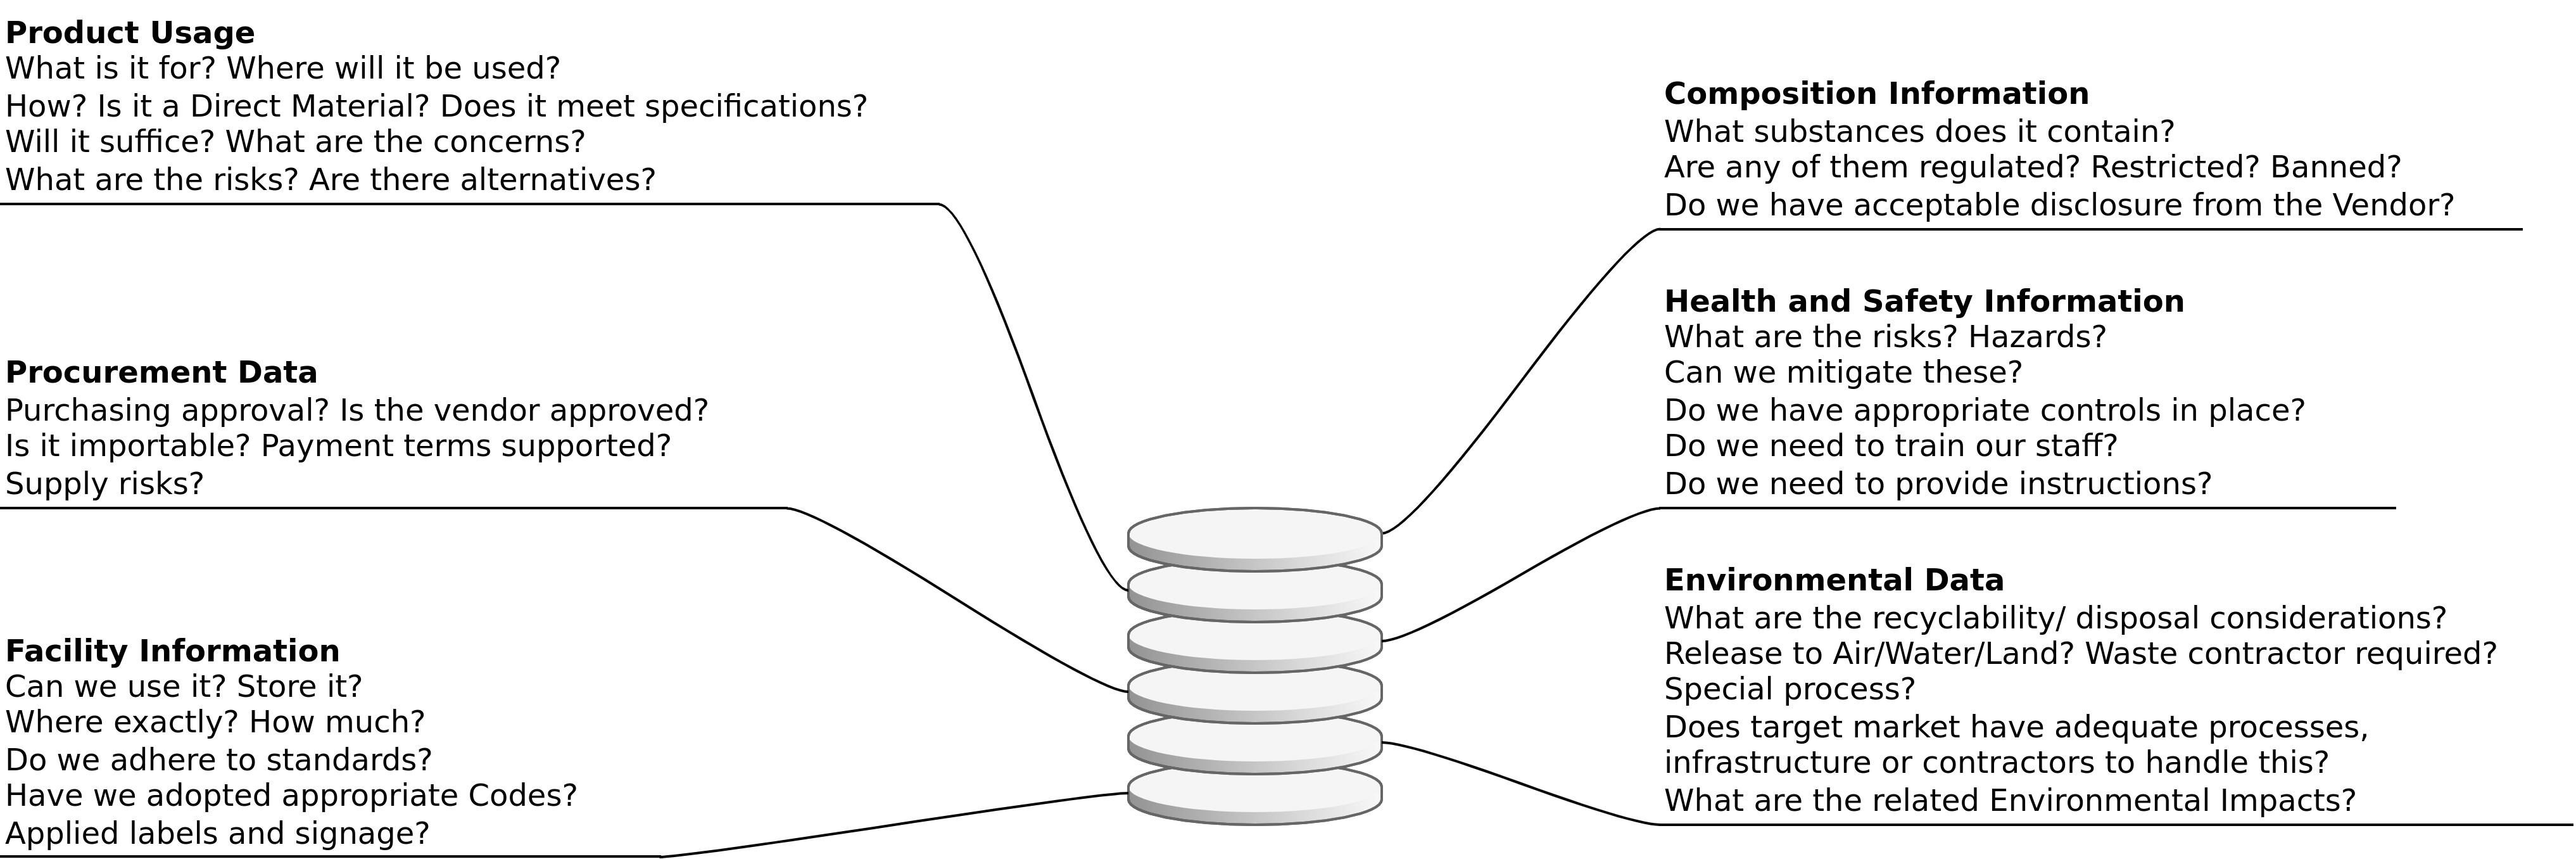 Product Usage
What is it for? Where will it be used?
How? Is it a Direct Material? Does it meet specifications?
Will it suffice? What are the concerns?
What are the risks? Are there alternatives?
Procurement Data
Purchasing approval? Is the vendor approved?
Is it importable? Payment terms supported?
Supply risks?
Facility Information
Can we use it? Store it?
Where exactly? How much?
Do we adhere to standards?
Have we adopted appropriate Codes?
Applied labels and signage?
Composition Information
What substances does it contain?
Are any of them regulated? Restricted? Banned?
Do we have acceptable disclosure from the Vendor?
Health and Safety Information
What are the risks? Hazards?
Can we mitigate these?
Do we have appropriate controls in place?
Do we need to train our staff?
Do we need to provide instructions?
Environmental Data
What are the recyclability/ disposal considerations?
Release to Air/Water/Land? Waste contractor required?
Special process?
Does target market have adequate processes,
infrastructure or contractors to handle this?
What are the related Environmental Impacts?